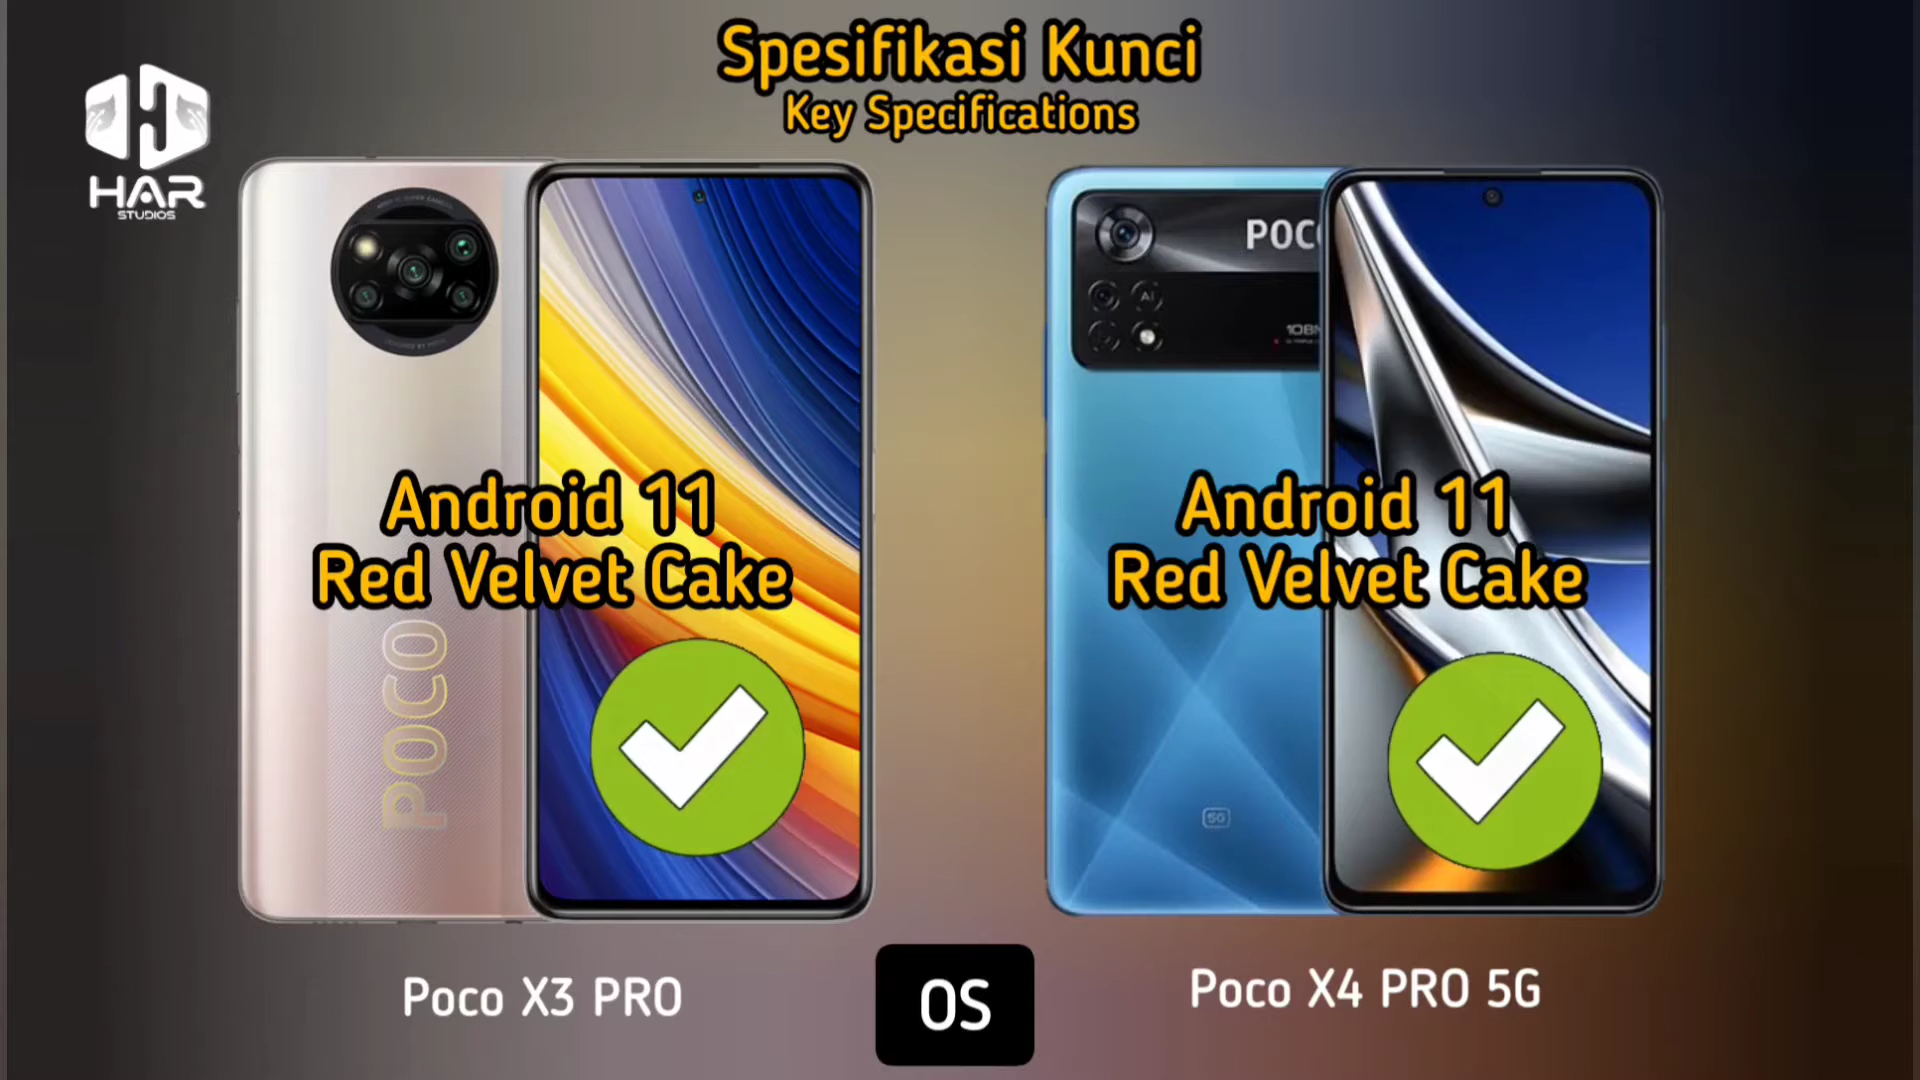 Spesifikasi Kunci
Key Specifications
HAR
STUDIOS
POCO
AI
Android 11
Red Velvet Cake
POCO
Android 11
Red Velvet Cake
5G
Poco X3 PRO
OS
Poco X4 PRO 5G